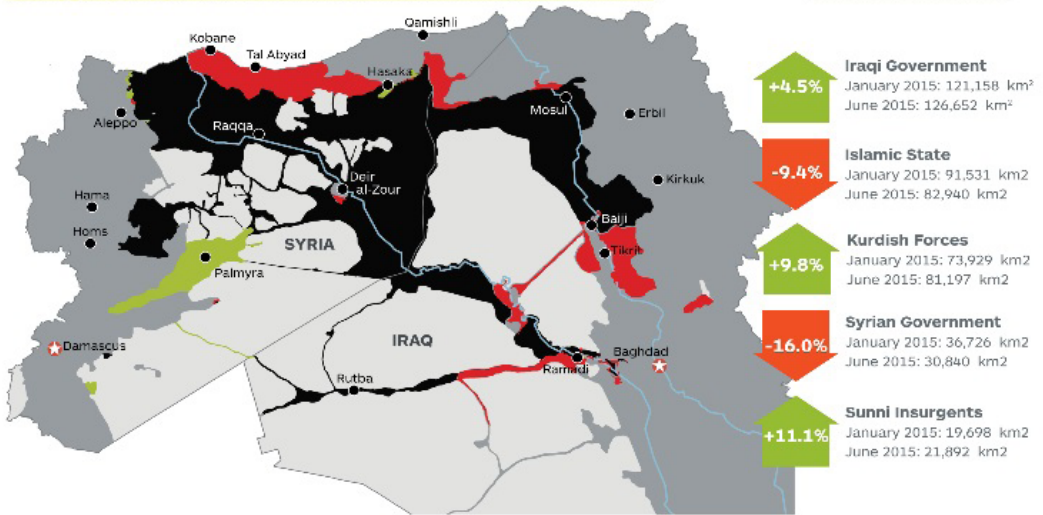 Qamishli
Kobane
Tal Abyad
Hasaka
Mosul
Aleppo
Erbil
Raqqa
Deir
al-Zour
Kirkuk
Hama
Baiji
Homs
SYRIA
Tikrit
Palmyra
IRAQ
Damascus
Baghdad
Ramadi
Rutba
+4.5%
Iraqi Government
January 2015: 121,158 km²
June 2015: 126,652 km²
-9.4%
Islamic State
January 2015: 91,531 km2
June 2015: 82,940 km2
+9.8%
Kurdish Forces
January 2015: 73,929 km2
June 2015: 81,197 km2
-16.0%
Syrian Government
January 2015: 36,726 km2
June 2015: 30,840 km2
+11.1%
Sunni Insurgents
January 2015: 19,698 km2
June 2015: 21,892 km2